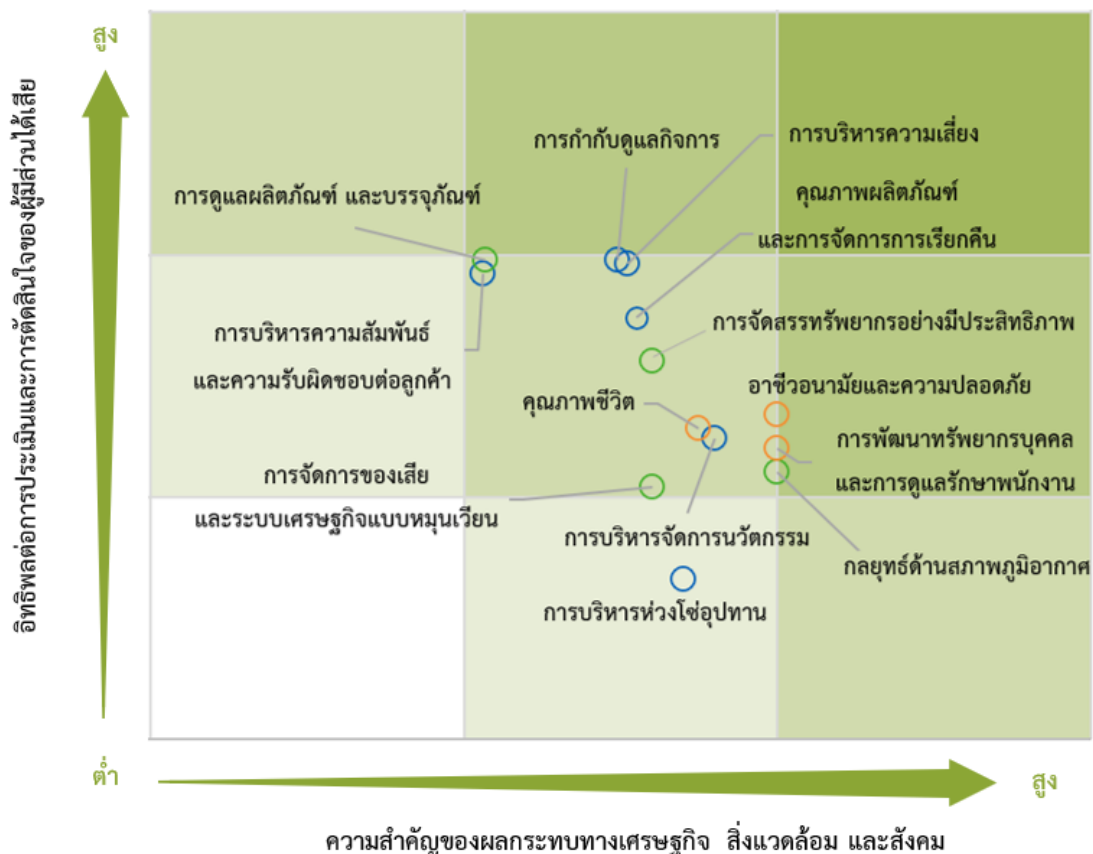 สูง
อิทธิพลต่อการประเมินและการตัดสินใจของผู้มีส่วนได้เสีย
การกำกับดูแลกิจการ
การบริหารความเสี่ยง
การดูแลผลิตภัณฑ์ และบรรจุภัณฑ์
คุณภาพผลิตภัณฑ์
และการจัดการการเรียกคืน
การบริหารความสัมพันธ์
และความรับผิดชอบต่อลูกค้า
การจัดสรรทรัพยากรอย่างมีประสิทธิภาพ
คุณภาพชีวิต
อาชีวอนามัยและความปลอดภัย
การพัฒนาทรัพยากรบุคคล
และการดูแลรักษาพนักงาน
การจัดการของเสีย
และระบบเศรษฐกิจแบบหมุนเวียน
การบริหารจัดการนวัตกรรม
กลยุทธ์ด้านสภาพภูมิอากาศ
การบริหารห่วงโซ่อุปทาน
ต่ำ
สูง
ความสำคัญของผลกระทบทางเศรษฐกิจ สิ่งแวดล้อม และสังคม